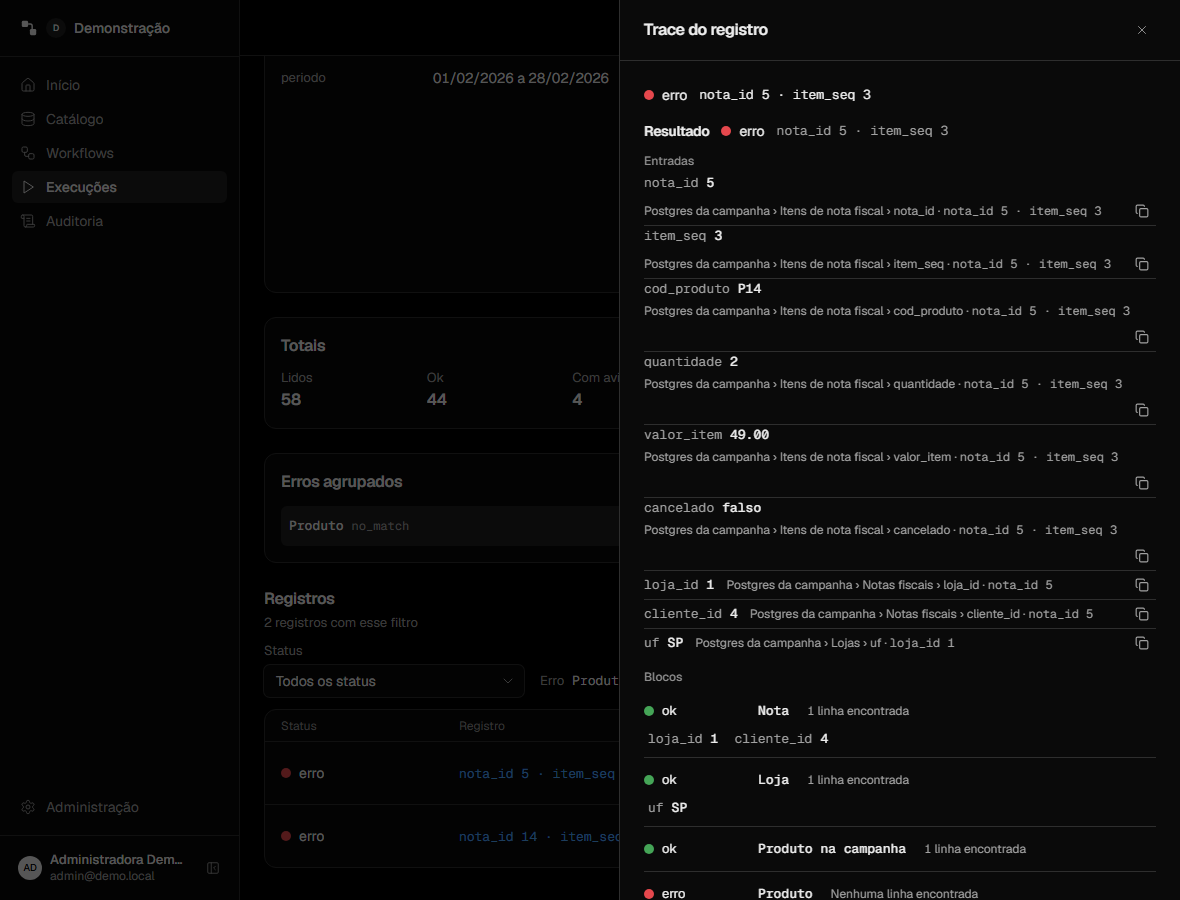 D Demonstração
Início
Catálogo
Workflows
Execuções
Auditoria
Administração
AD Administradora Dem...
admin@demo.local
periodo 01/02/2026 a 28/02/2026
Totais
Lidos Ok Com avi
58 44 4
Erros agrupados
Produto no_match
Registros
2 registros com esse filtro
Status
Todos os status Erro Produt
Status Registro
erro nota_id 5 · item_seq
erro nota_id 14 · item_seq
Trace do registro
erro nota_id 5 · item_seq 3
Resultado erro nota_id 5 · item_seq 3
Entradas
nota_id 5
Postgres da campanha › Itens de nota fiscal › nota_id · nota_id 5 · item_seq 3
item_seq 3
Postgres da campanha › Itens de nota fiscal › item_seq · nota_id 5 · item_seq 3
cod_produto P14
Postgres da campanha › Itens de nota fiscal › cod_produto · nota_id 5 · item_seq 3
quantidade 2
Postgres da campanha › Itens de nota fiscal › quantidade · nota_id 5 · item_seq 3
valor_item 49.00
Postgres da campanha › Itens de nota fiscal › valor_item · nota_id 5 · item_seq 3
cancelado falso
Postgres da campanha › Itens de nota fiscal › cancelado · nota_id 5 · item_seq 3
loja_id 1 Postgres da campanha › Notas fiscais › loja_id · nota_id 5
cliente_id 4 Postgres da campanha › Notas fiscais › cliente_id · nota_id 5
uf SP Postgres da campanha › Lojas › uf · loja_id 1
Blocos
ok Nota 1 linha encontrada
loja_id 1 cliente_id 4
ok Loja 1 linha encontrada
uf SP
ok Produto na campanha 1 linha encontrada
erro Produto Nenhuma linha encontrada